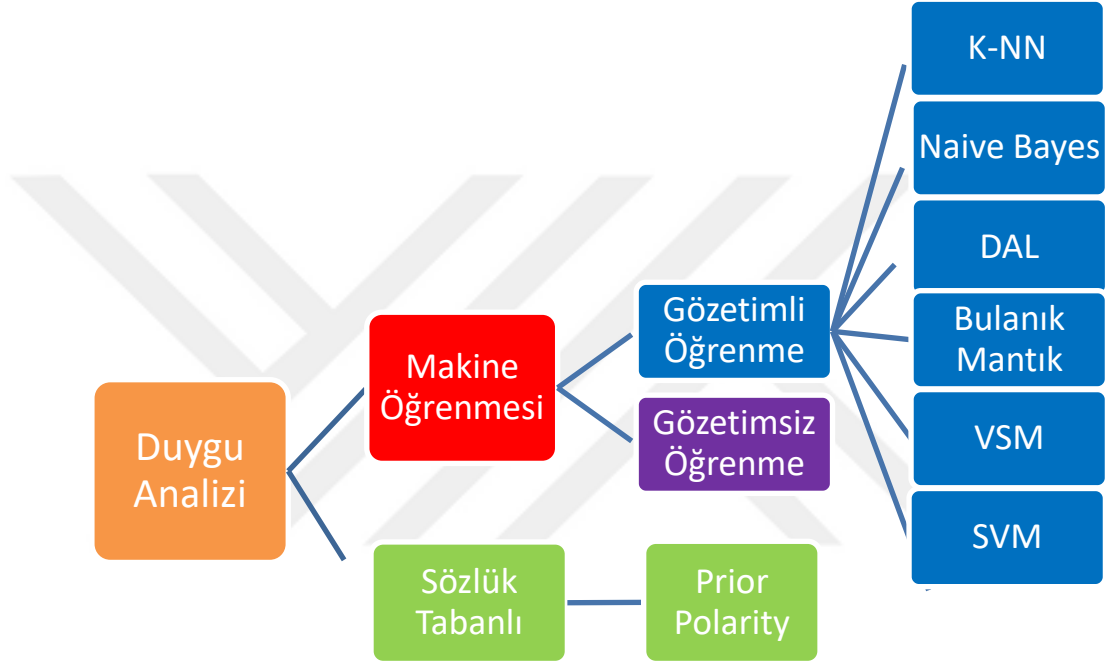 Duygu
Analizi
Makine
Öğrenmesi
Sözlük
Tabanlı
Gözetimli
Öğrenme
Gözetimsiz
Öğrenme
Prior
Polarity
K-NN
Naive Bayes
DAL
Bulanık
Mantık
VSM
SVM